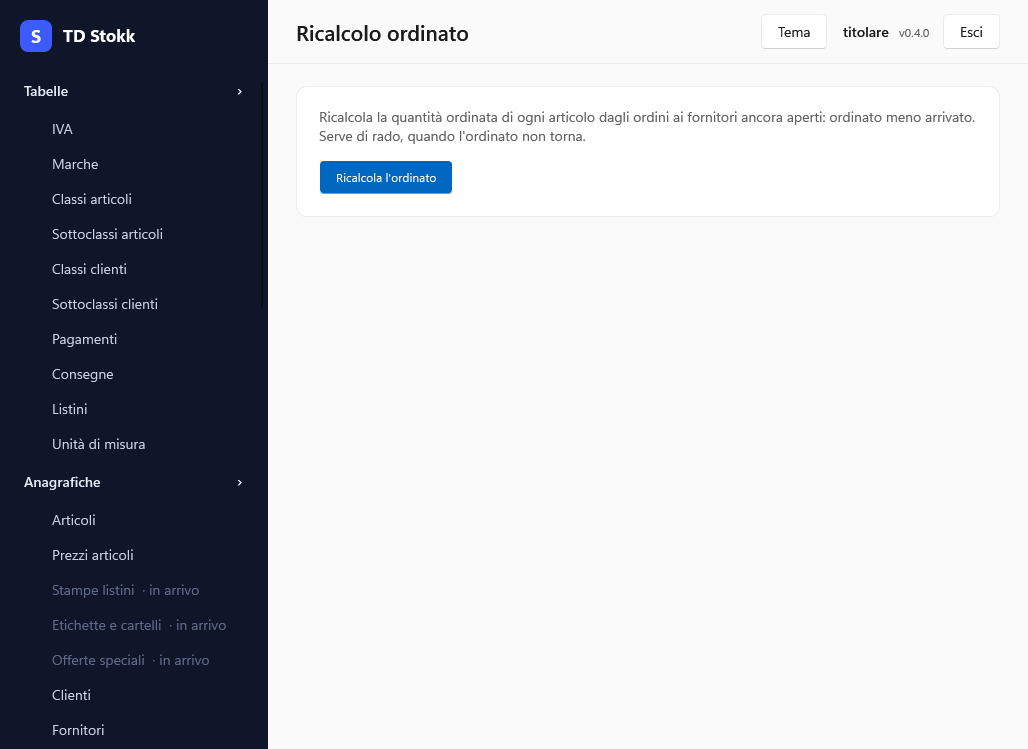 S TD Stokk
Ricalcolo ordinato
Tema
titolare v0.4.0
Esci
Tabelle
IVA
Marche
Classi articoli
Sottoclassi articoli
Classi clienti
Sottoclassi clienti
Pagamenti
Consegne
Listini
Unità di misura
Anagrafiche
Articoli
Prezzi articoli
Stampe listini · in arrivo
Etichette e cartelli · in arrivo
Offerte speciali · in arrivo
Clienti
Fornitori
Ricalcola la quantità ordinata di ogni articolo dagli ordini ai fornitori ancora aperti: ordinato meno arrivato.
Serve di rado, quando l'ordinato non torna.
Ricalcola l'ordinato